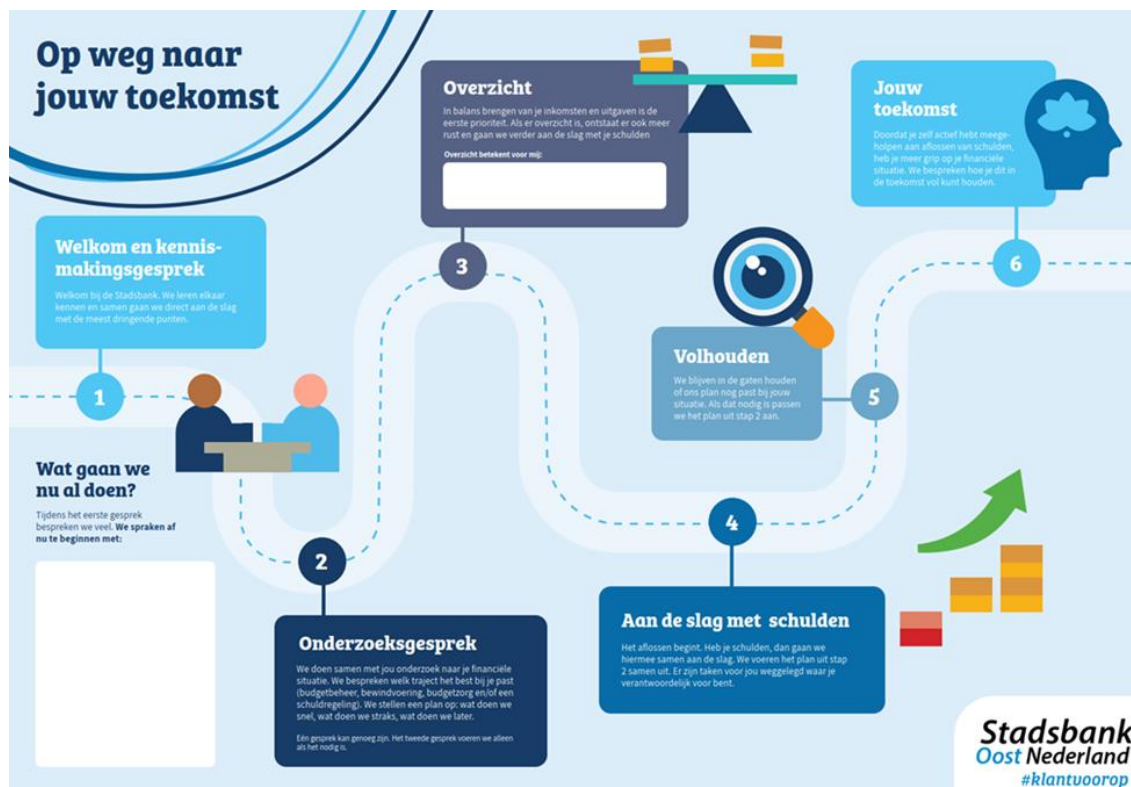 Op weg naar
jouw toekomst
Welkom en kennis-
makingsgesprek
Welkom bij de Stadsbank. We leren elkaar
kennen en samen gaan we direct aan de slag
met de meest dringende punten.
1
Wat gaan we
nu al doen?
Tijdens het eerste gesprek
bespreken we veel. We spraken af
nu te beginnen met:
2
Onderzoeksgesprek
We doen samen met jou onderzoek naar je financiële
situatie. We bespreken welk traject het best bij je past
(budgetbeheer, bewindvoering, budgetzorg en/of een
schuldregeling). We stellen een plan op: wat doen we
snel, wat doen we straks, wat doen we later.
Eén gesprek kan genoeg zijn. Het tweede gesprek voeren we alleen
als het nodig is.
Overzicht
In balans brengen van je inkomsten en uitgaven is de
eerste prioriteit. Als er overzicht is, ontstaat er ook meer
rust en gaan we verder aan de slag met je schulden
Overzicht betekent voor mij:
3
4
Aan de slag met schulden
Het aflossen begint. Heb je schulden, dan gaan we
hiermee samen aan de slag. We voeren het plan uit stap
2 samen uit. Er zijn taken voor jou weggelegd waar je
verantwoordelijk voor bent.
Volhouden
We blijven in de gaten houden
of ons plan nog past bij jouw
situatie. Als dat nodig is passen
we het plan uit stap 2 aan.
5
Jouw
toekomst
Doordat je zelf actief hebt meege-
holpen aan aflossen van schulden,
heb je meer grip op je financiële
situatie. We bespreken hoe je dit in
de toekomst vol kunt houden.
6
Stadsbank
Oost Nederland
#klantvoorop